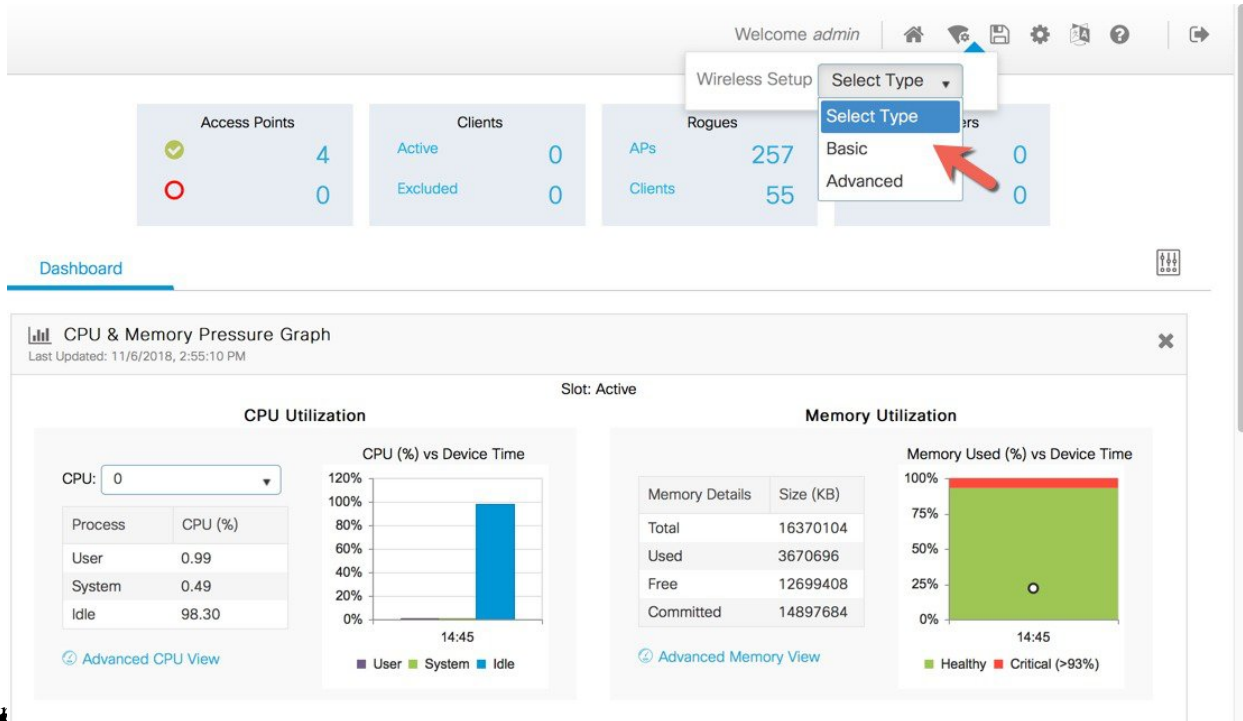 Welcome admin
Wireless Setup Select Type
Select Type
Basic
Advanced
Access Points
4
0
Clients
Active 0
Excluded 0
Rogues
APs 257
Clients 55
ers
0
0
Dashboard
CPU & Memory Pressure Graph
Last Updated: 11/6/2018, 2:55:10 PM
Slot: Active
CPU Utilization
CPU: 0
Process CPU (%)
User 0.99
System 0.49
Idle 98.30
Advanced CPU View
CPU (%) vs Device Time
120%
100%
80%
60%
40%
20%
0%
14:45
User System Idle
Memory Utilization
Memory Details Size (KB)
Total 16370104
Used 3670696
Free 12699408
Committed 14897684
Advanced Memory View
Memory Used (%) vs Device Time
100%
75%
50%
25%
0%
14:45
Healthy Critical (>93%)